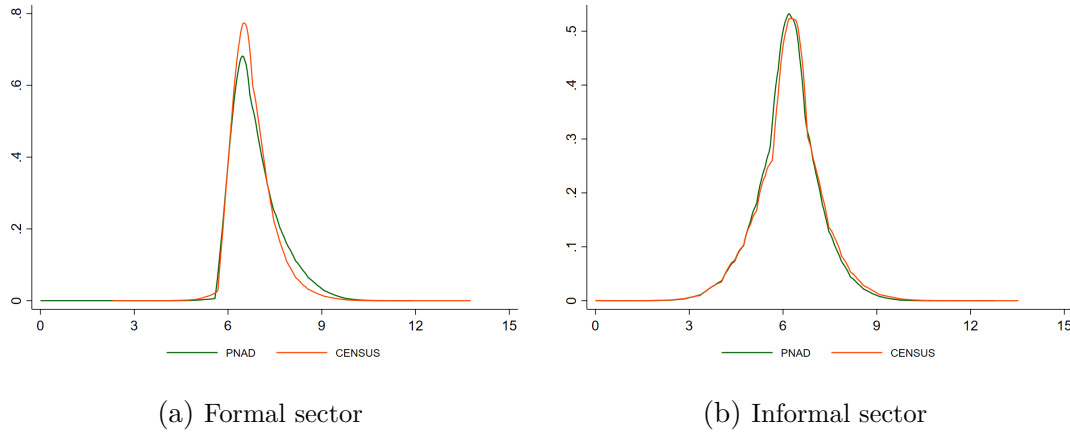 .8
.6
.4
.2
0
0 3 6 9 12 15
PNAD CENSUS
(a) Formal sector
.5
.4
.3
.2
.1
0
0 3 6 9 12 15
PNAD CENSUS
(b) Informal sector